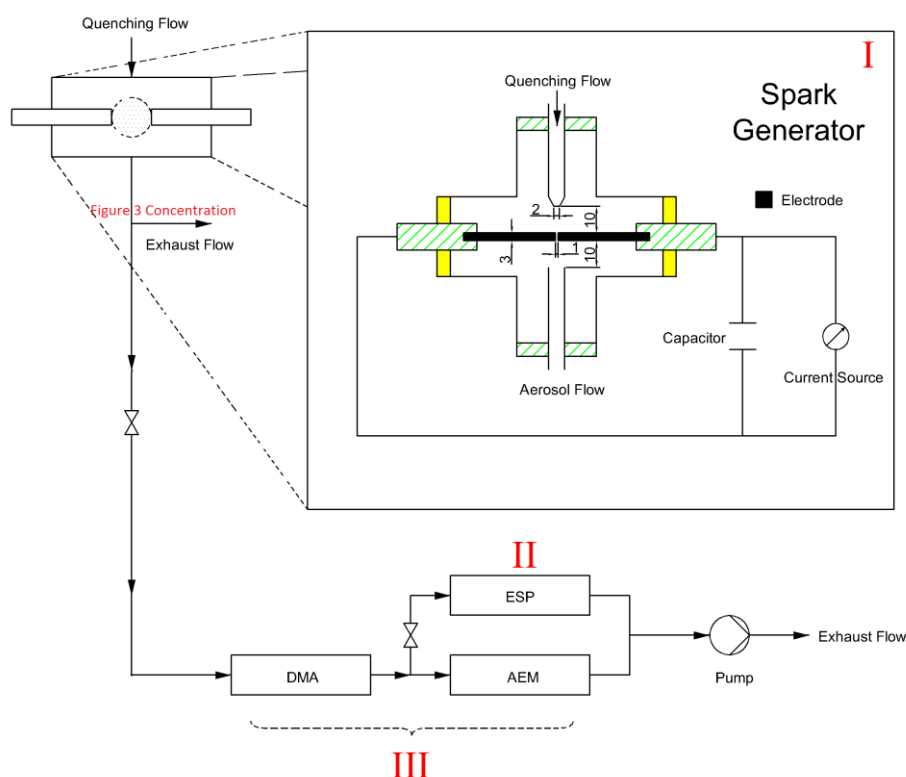 Quenching Flow
I
Quenching Flow
Spark
Generator
Electrode
2
10
Figure 3 Concentration
Exhaust Flow
3
1
10
Capacitor
Current Source
Aerosol Flow
II
ESP
Exhaust Flow
DMA
AEM
Pump
III